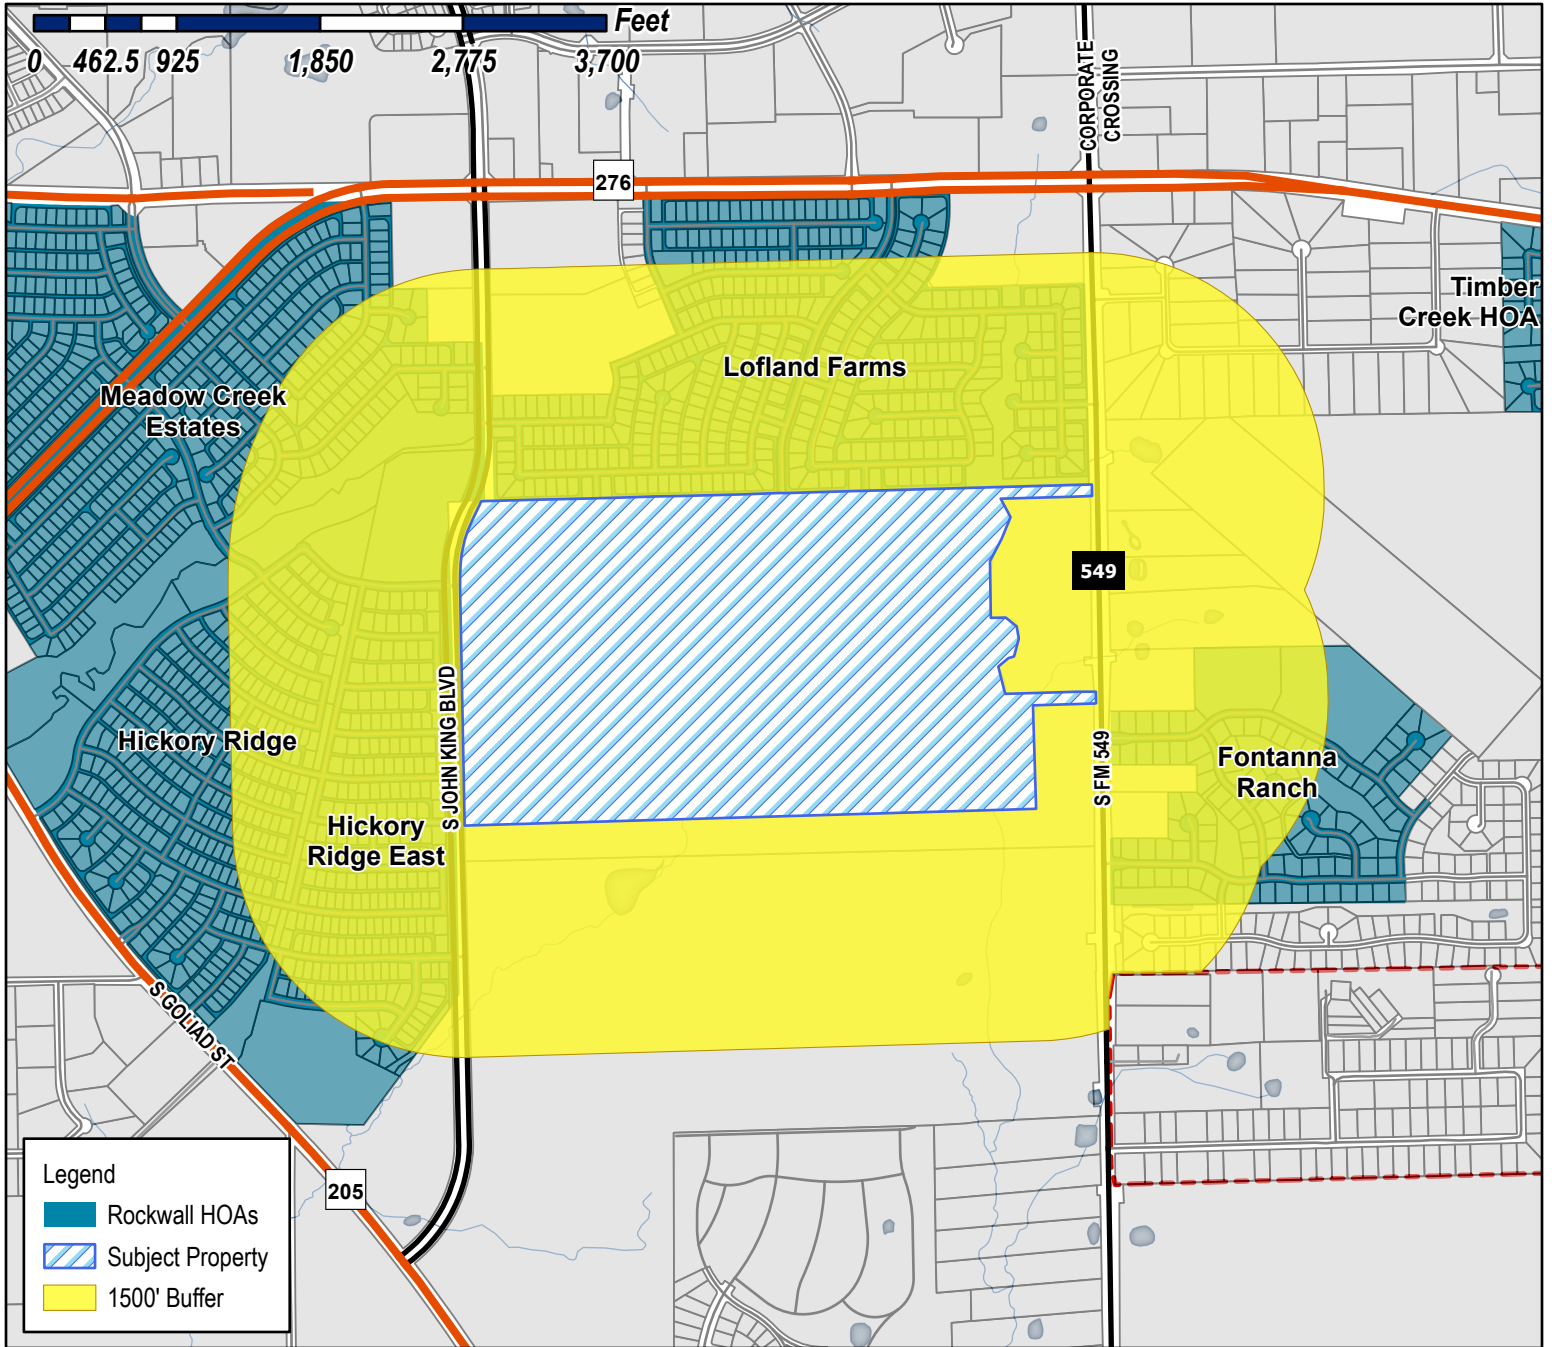 Feet
0 462.5 925 1,850 2,775 3,700
CORPORATE
CROSSING
276
Timber
Creek HOA
Lofland Farms
Meadow Creek
Estates
549
S JOHN KING BLVD
Hickory Ridge
S FM 549
Fontanna
Ranch
Hickory
Ridge East
S GOLIAD ST
205
Legend
Rockwall HOAs
Subject Property
1500' Buffer